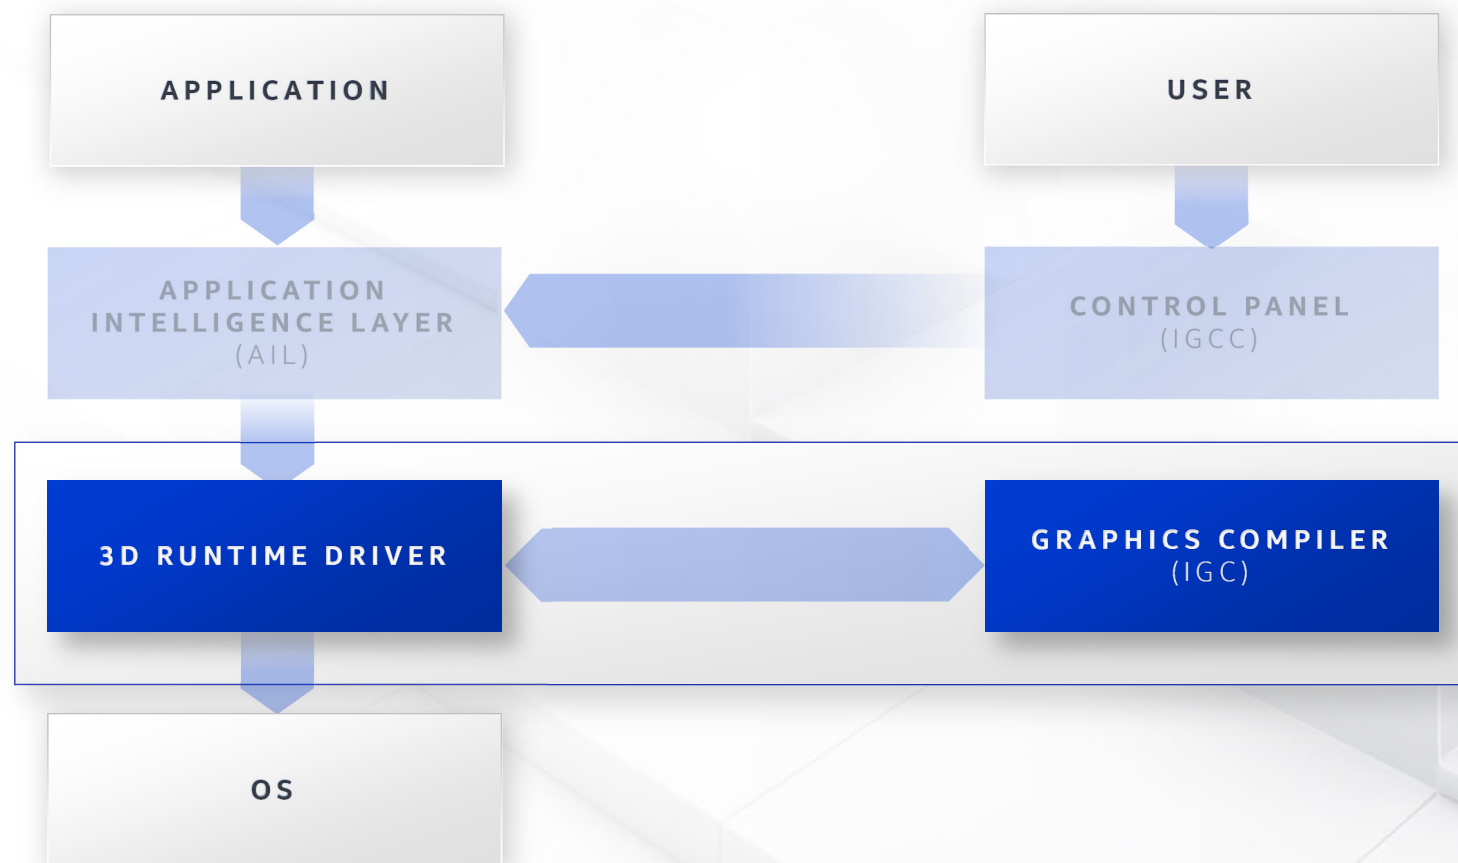 APPLICATION
USER
APPLICATION
INTELLIGENCE LAYER
(AIL)
CONTROL PANEL
(IGCC)
3D RUNTIME DRIVER
GRAPHICS COMPILER
(IGC)
OS